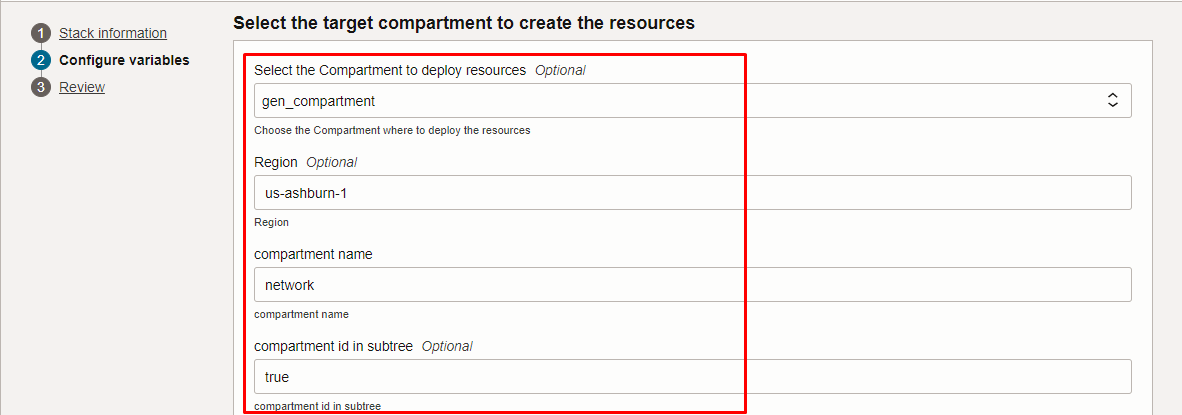 Select the target compartment to create the resources
1 Stack information
2 Configure variables
3 Review
Select the Compartment to deploy resources Optional
gen_compartment
Choose the Compartment where to deploy the resources
Region Optional
us-ashburn-1
Region
compartment name
network
compartment name
compartment id in subtree Optional
true
compartment id in subtree